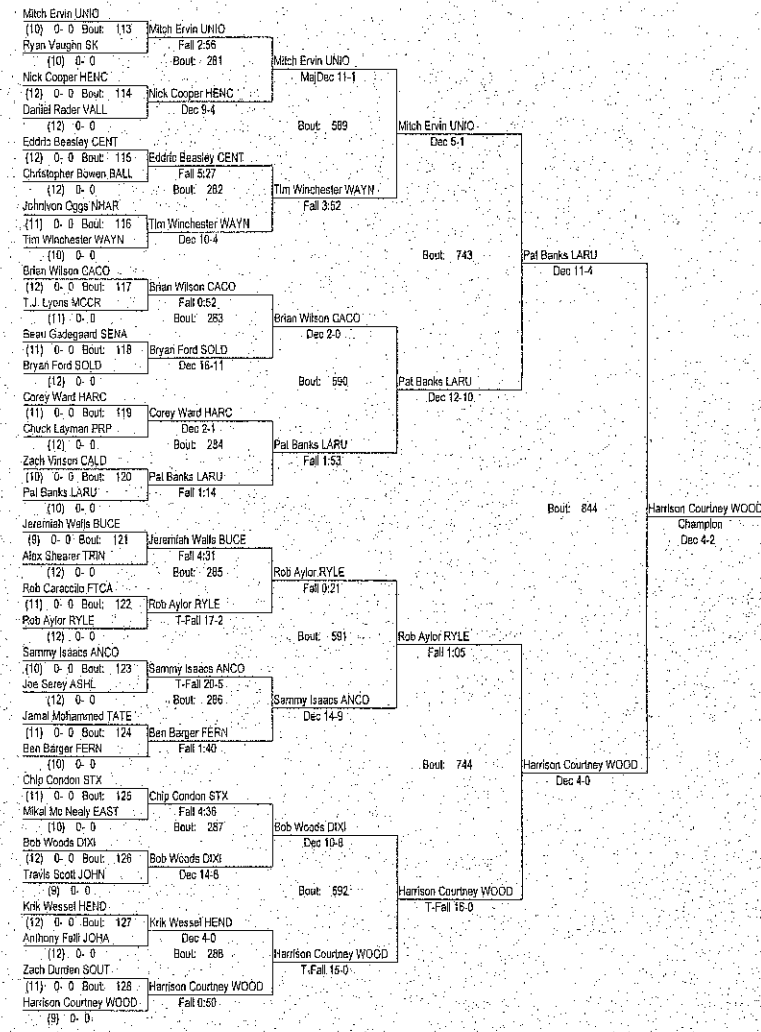 Mitch Ervin UNIO
(10) 0- 0 Bout: 113 Mitch Ervin UNIO
Ryan Vaughn SK Fall 2:56
(10) 0- 0 Bout: 281 Mitch Ervin UNIO
Nick Cooper HENC MajDec 11-1
(12) 0- 0 Bout: 114 Nick Cooper HENC
Daniel Rader VALL Dec 9-4
(12) 0- 0 Bout: 589 Mitch Ervin UNIO
Eddric Beasley CENT Dec 5-1
(12) 0- 0 Bout: 115 Eddric Beasley CENT
Christopher Bowen BALL Fall 5:27
(12) 0- 0 Bout: 282 Tim Winchester WAYN
Johnlvon Oggs NHAR Fall 3:52
(11) 0- 0 Bout: 116 Tim Winchester WAYN
Tim Winchester WAYN Dec 10-4
(10) 0- 0 Bout: 743 Pat Banks LARU
Brian Wilson CACO Dec 11-4
(12) 0- 0 Bout: 117 Brian Wilson CACO
T.J. Lyons MCCR Fall 0:52
(11) 0- 0 Bout: 283 Brian Wilson CACO
Beau Gadegaard SENA Dec 2-0
(11) 0- 0 Bout: 118 Bryan Ford SOLD
Bryan Ford SOLD Dec 16-11
(12) 0- 0 Bout: 590 Pat Banks LARU
Corey Ward HARC Dec 12-10
(11) 0- 0 Bout: 119 Corey Ward HARC
Chuck Layman PRP Dec 2-1
(12) 0- 0 Bout: 284 Pat Banks LARU
Zach Vinson CALD Fall 1:53
(10) 0- 0 Bout: 120 Pat Banks LARU
Pat Banks LARU Fall 1:14
(10) 0- 0 Bout: 844 Harrison Courtney WOOD
Jeremiah Walls BUCE Champion
(9) 0- 0 Bout: 121 Jeremiah Walls BUCE Dec 4-2
Alex Shearer TRIN Fall 4:31
(12) 0- 0 Bout: 285 Rob Aylor RYLE
Rob Caraccilo FTCA Fall 0:21
(11) 0- 0 Bout: 122 Rob Aylor RYLE
Rob Aylor RYLE T-Fall 17-2
(12) 0- 0 Bout: 591 Rob Aylor RYLE
Sammy Isaacs ANCO Fall 1:05
(10) 0- 0 Bout: 123 Sammy Isaacs ANCO
Joe Serey ASHL T-Fall 20-5
(12) 0- 0 Bout: 286 Sammy Isaacs ANCO
Jamal Mohammed TATE Dec 14-9
(11) 0- 0 Bout: 124 Ben Barger FERN
Ben Barger FERN Fall 1:40
(10) 0- 0 Bout: 744 Harrison Courtney WOOD
Chip Condon STX Dec 4-0
(11) 0- 0 Bout: 125 Chip Condon STX
Mikal Mc Nealy EAST Fall 4:36
(10) 0- 0 Bout: 287 Bob Woods DIXI
Bob Woods DIXI Dec 10-8
(12) 0- 0 Bout: 126 Bob Woods DIXI
Travis Scott JOHN Dec 14-6
(9) 0- 0 Bout: 592 Harrison Courtney WOOD
Krik Wessel HEND T-Fall 16-0
(12) 0- 0 Bout: 127 Krik Wessel HEND
Anthony Felli JOHA Dec 4-0
(12) 0- 0 Bout: 288 Harrison Courtney WOOD
Zach Durden SOUT T-Fall 15-0
(11) 0- 0 Bout: 128 Harrison Courtney WOOD
Harrison Courtney WOOD Fall 0:50
(9) 0- 0